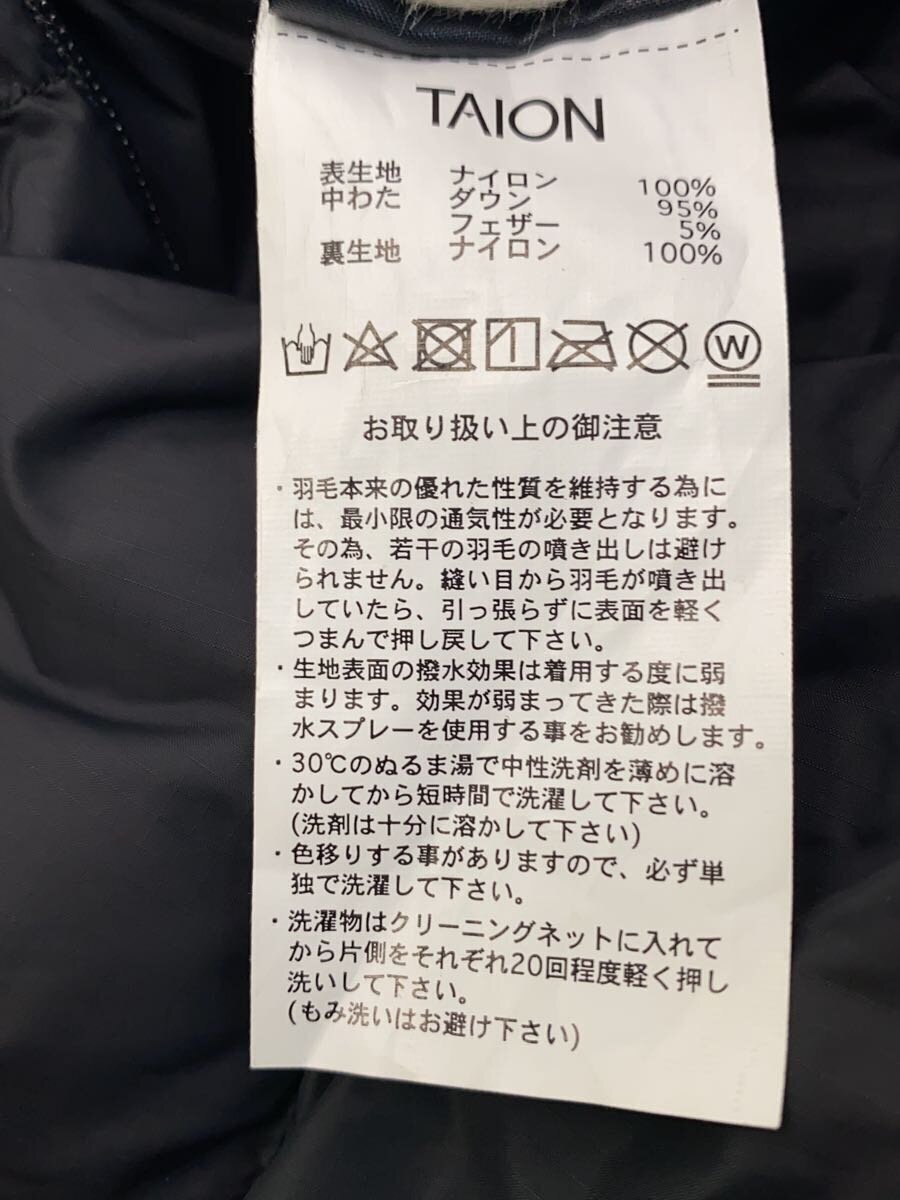 TAION
表生地 ナイロン 100%
中わた ダウン 95%
フェザー 5%
裏生地 ナイロン 100%
W
お取り扱い上の御注意
・羽毛本来の優れた性質を維持する為に
は、最小限の通気性が必要となります。
その為、若干の羽毛の噴き出しは避け
られません。縫い目から羽毛が噴き出
していたら、引っ張らずに表面を軽く
つまんで押し戻して下さい。
・生地表面の撥水効果は着用する度に弱
まります。効果が弱まってきた際は撥
水スプレーを使用する事をお勧めします。
・30℃のぬるま湯で中性洗剤を薄めに溶
かしてから短時間で洗濯して下さい。
(洗剤は十分に溶かして下さい)
・色移りする事がありますので、必ず単
独で洗濯して下さい。
・洗濯物はクリーニングネットに入れて
から片側をそれぞれ20回程度軽く押し
洗いして下さい。
(もみ洗いはお避け下さい)